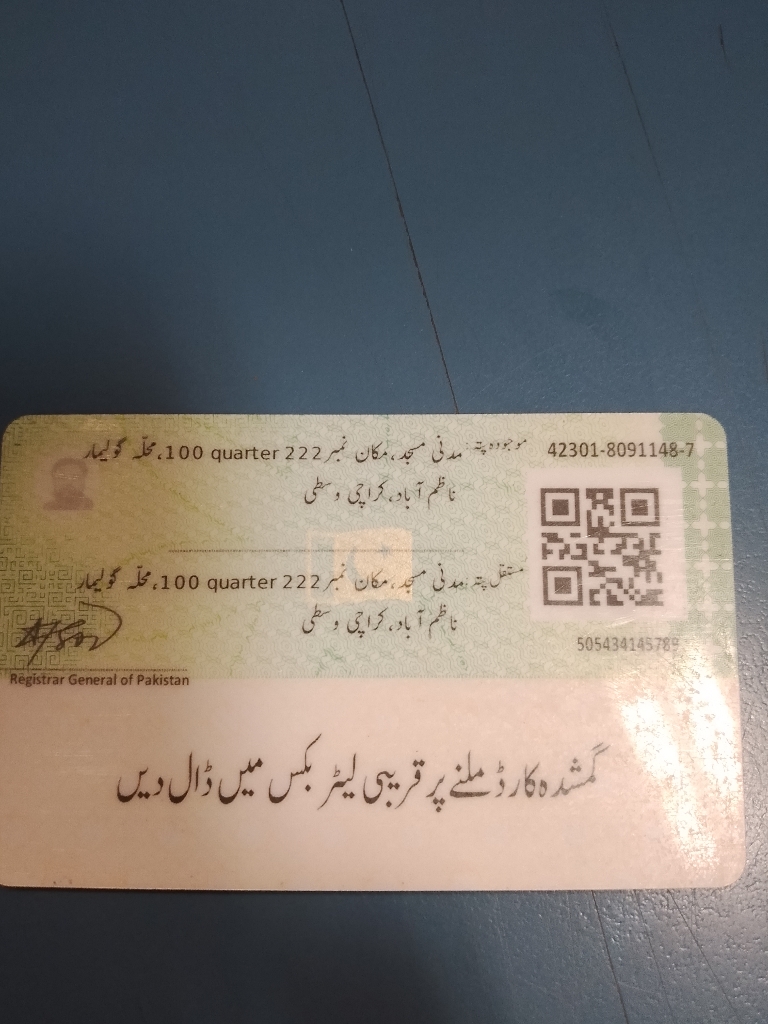 42301-8091148-7
موجودہ پتہ: مدنی مسجد، مکان نمبر 222 100 quarter، محلّہ گولیمار
ناظم آباد، کراچی وسطی
مستقل پتہ: مدنی مسجد، مکان نمبر 222 100 quarter، محلّہ گولیمار
ناظم آباد، کراچی وسطی
505434145789
Registrar General of Pakistan
گمشدہ کارڈ ملنے پر قریبی لیٹر بکس میں ڈال دیں